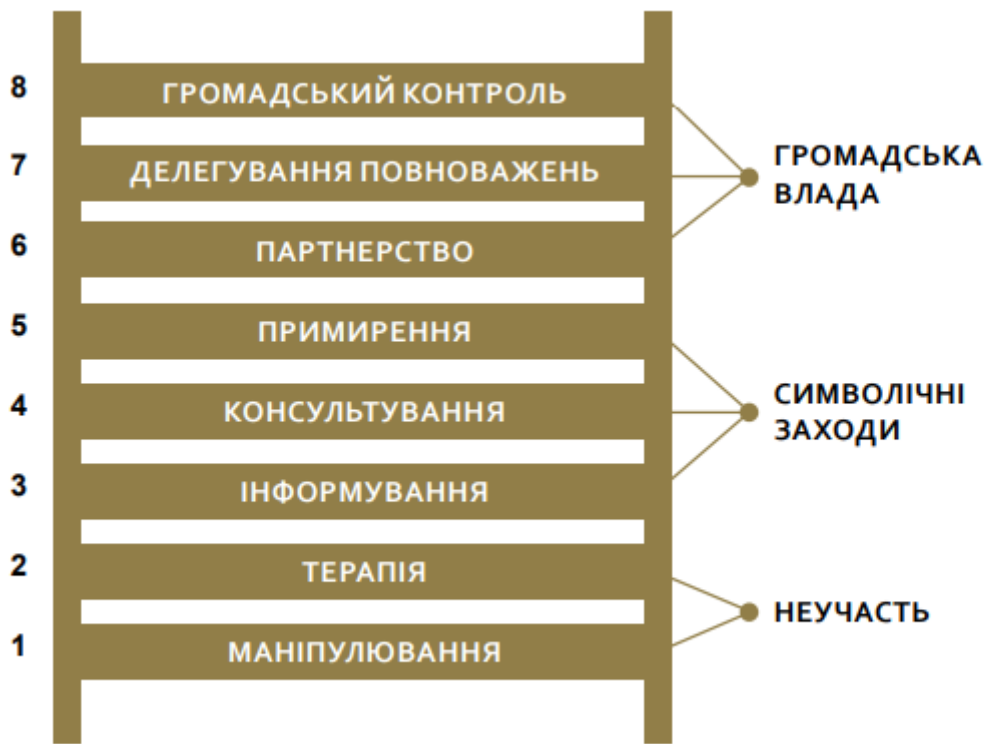 8 ГРОМАДСЬКИЙ КОНТРОЛЬ
7 ДЕЛЕГУВАННЯ ПОВНОВАЖЕНЬ
6 ПАРТНЕРСТВО
ГРОМАДСЬКА
ВЛАДА
5 ПРИМИРЕННЯ
4 КОНСУЛЬТУВАННЯ
3 ІНФОРМУВАННЯ
СИМВОЛІЧНІ
ЗАХОДИ
2 ТЕРАПІЯ
1 МАНІПУЛЮВАННЯ
НЕУЧАСТЬ